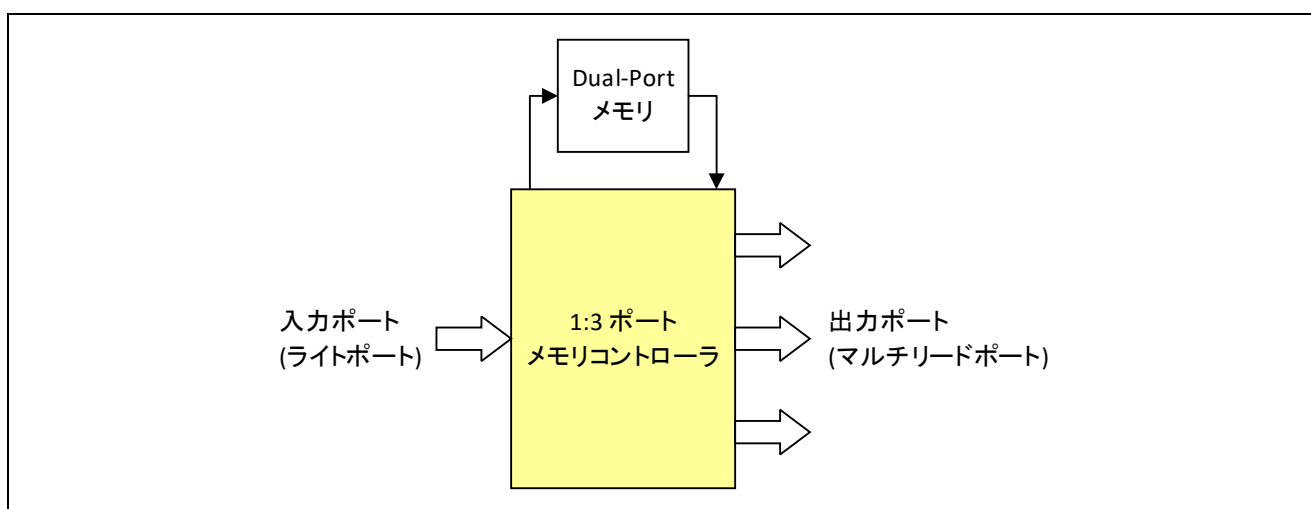 Dual-Port
メモリ
入力ポート
(ライトポート)
1:3 ポート
メモリコントローラ
出力ポート
(マルチリードポート)